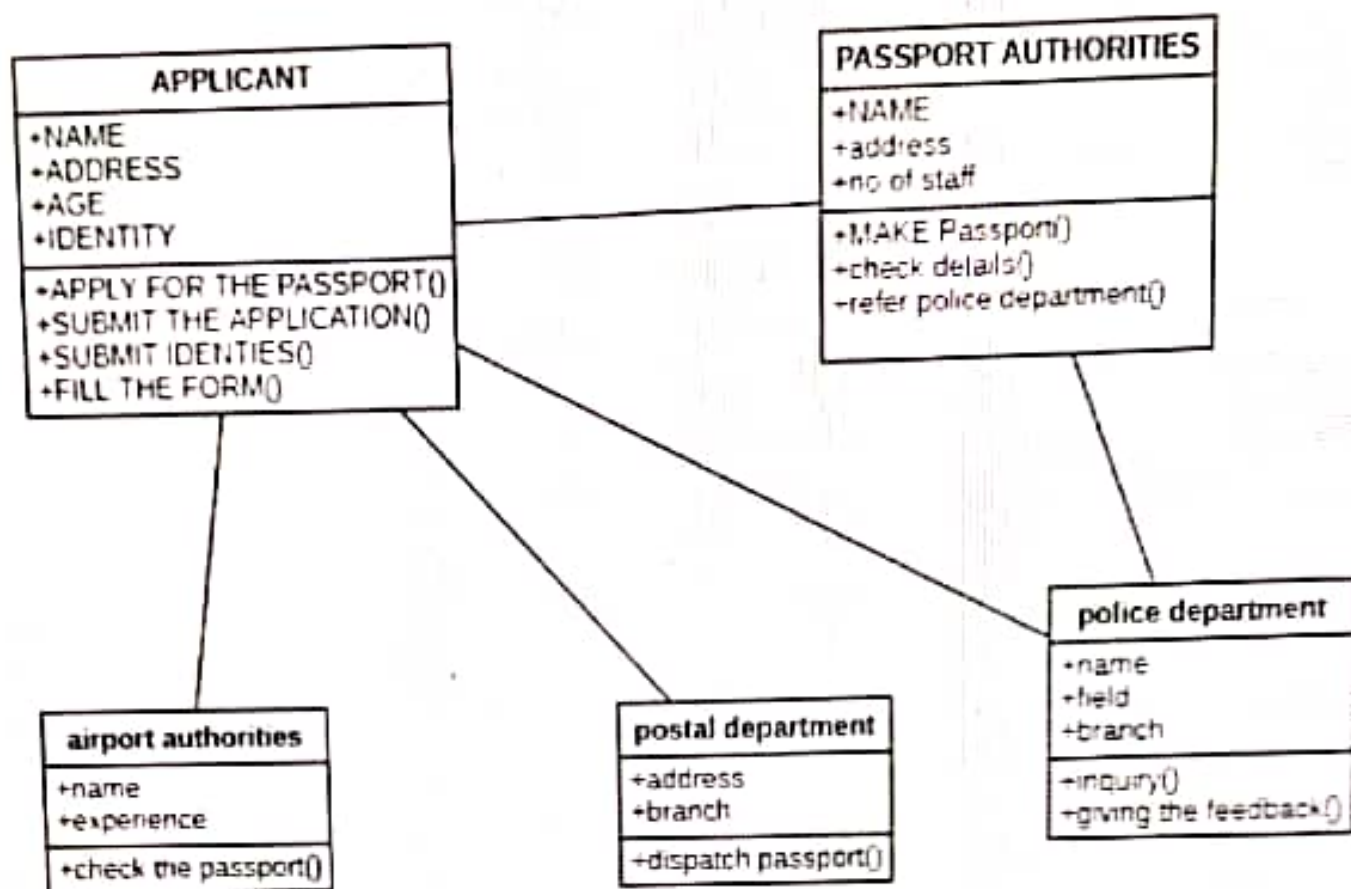 APPLICANT
+NAME
+ADDRESS
+AGE
+IDENTITY
+APPLY FOR THE PASSPORT()
+SUBMIT THE APPLICATION()
+SUBMIT IDENTIES()
+FILL THE FORM()
PASSPORT AUTHORITIES
+NAME
+address
+no of staff
+MAKE Passport()
+check details()
+refer police department()
airport authorities
+name
+experience
+check the passport()
postal department
+address
+branch
+dispatch passport()
police department
+name
+field
+branch
+inquiry()
+giving the feedback()